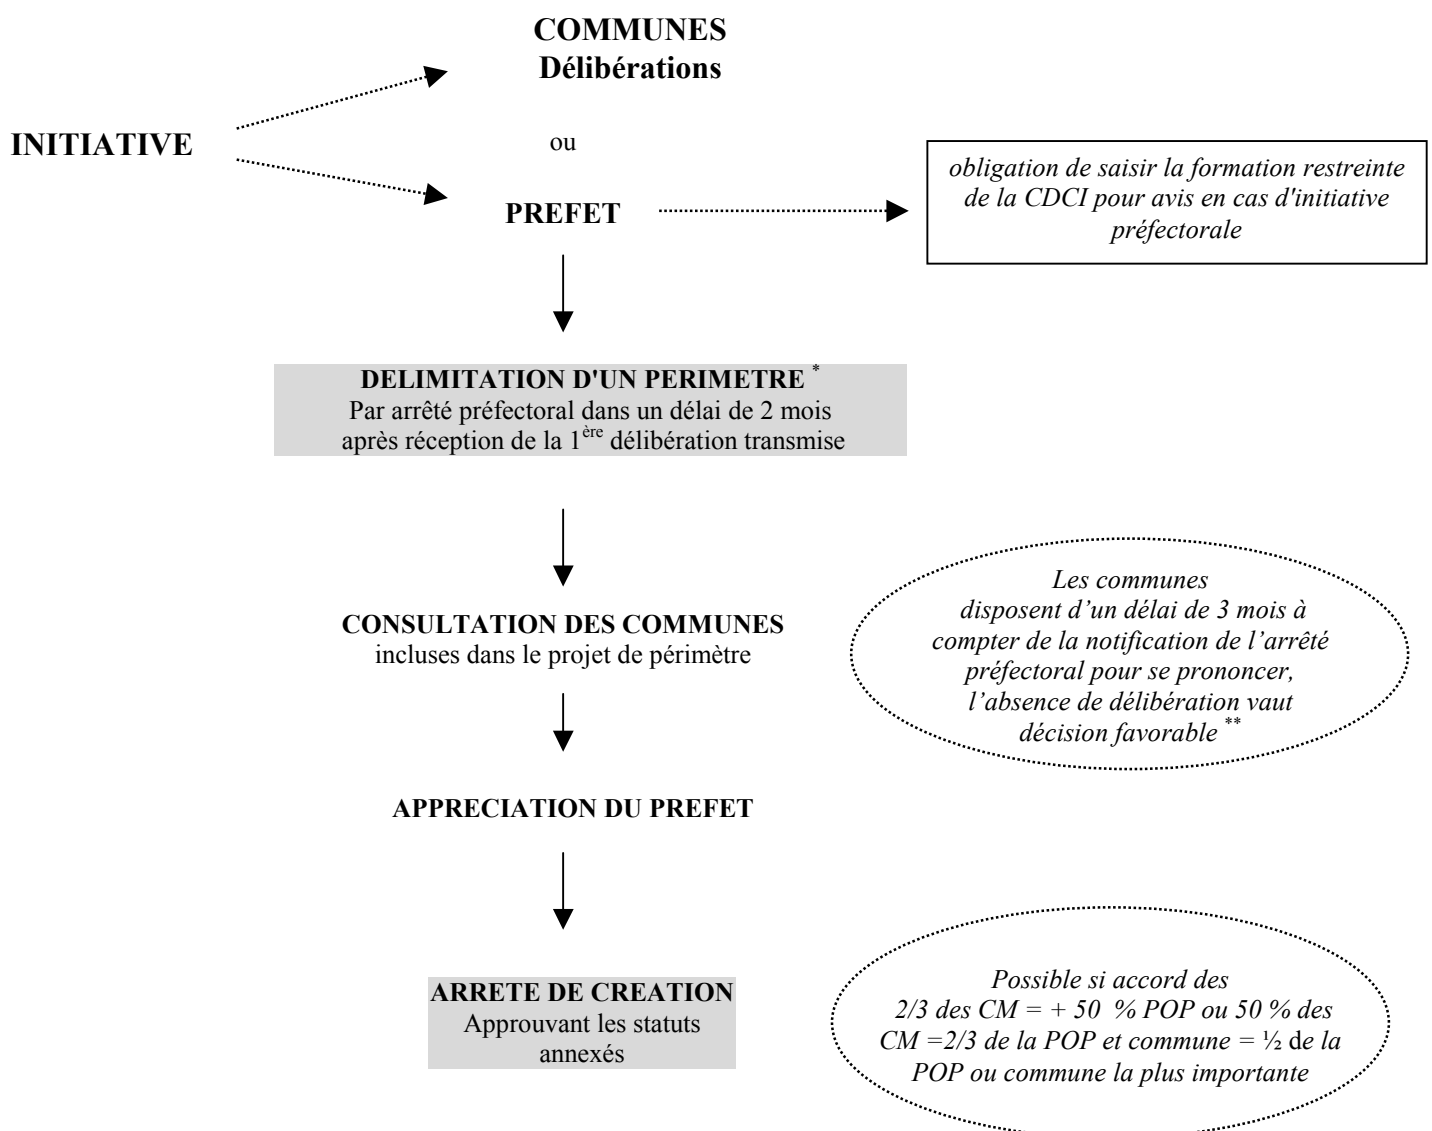 COMMUNES
Délibérations
INITIATIVE
ou
PREFET
obligation de saisir la formation restreinte
de la CDCI pour avis en cas d'initiative
préfectorale
DELIMITATION D'UN PERIMETRE *
Par arrêté préfectoral dans un délai de 2 mois
après réception de la 1ère délibération transmise
CONSULTATION DES COMMUNES
incluses dans le projet de périmètre
Les communes
disposent d’un délai de 3 mois à
compter de la notification de l’arrêté
préfectoral pour se prononcer,
l’absence de délibération vaut
décision favorable **
APPRECIATION DU PREFET
ARRETE DE CREATION
Approuvant les statuts
annexés
Possible si accord des
2/3 des CM = + 50 % POP ou 50 % des
CM =2/3 de la POP et commune = ½ de la
POP ou commune la plus importante